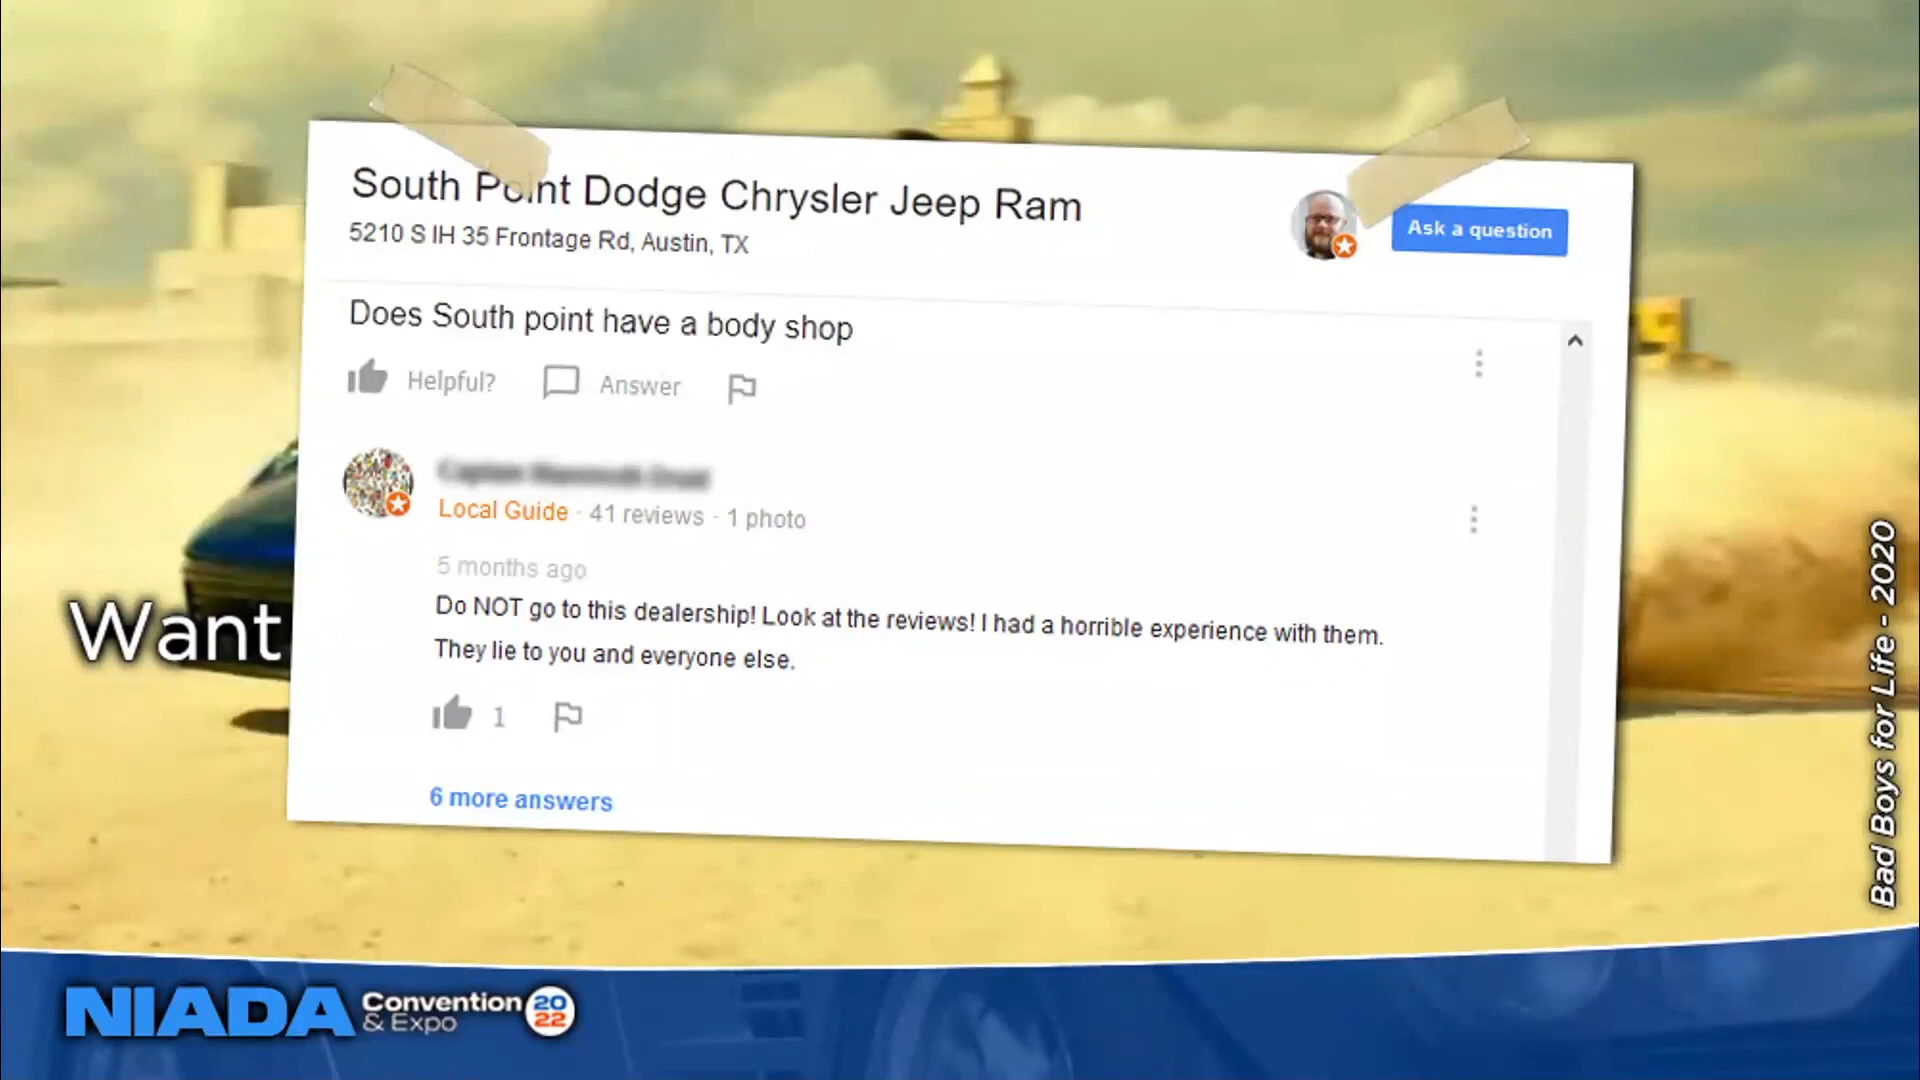 South Point Dodge Chrysler Jeep Ram
5210 S IH 35 Frontage Rd, Austin, TX
Ask a question
Does South point have a body shop
Helpful?
Answer
Local Guide · 41 reviews · 1 photo
5 months ago
Do NOT go to this dealership! Look at the reviews! I had a horrible experience with them.
They lie to you and everyone else.
1
6 more answers
Want
Bad Boys for Life - 2020
NIADA
Convention
& Expo
20
22